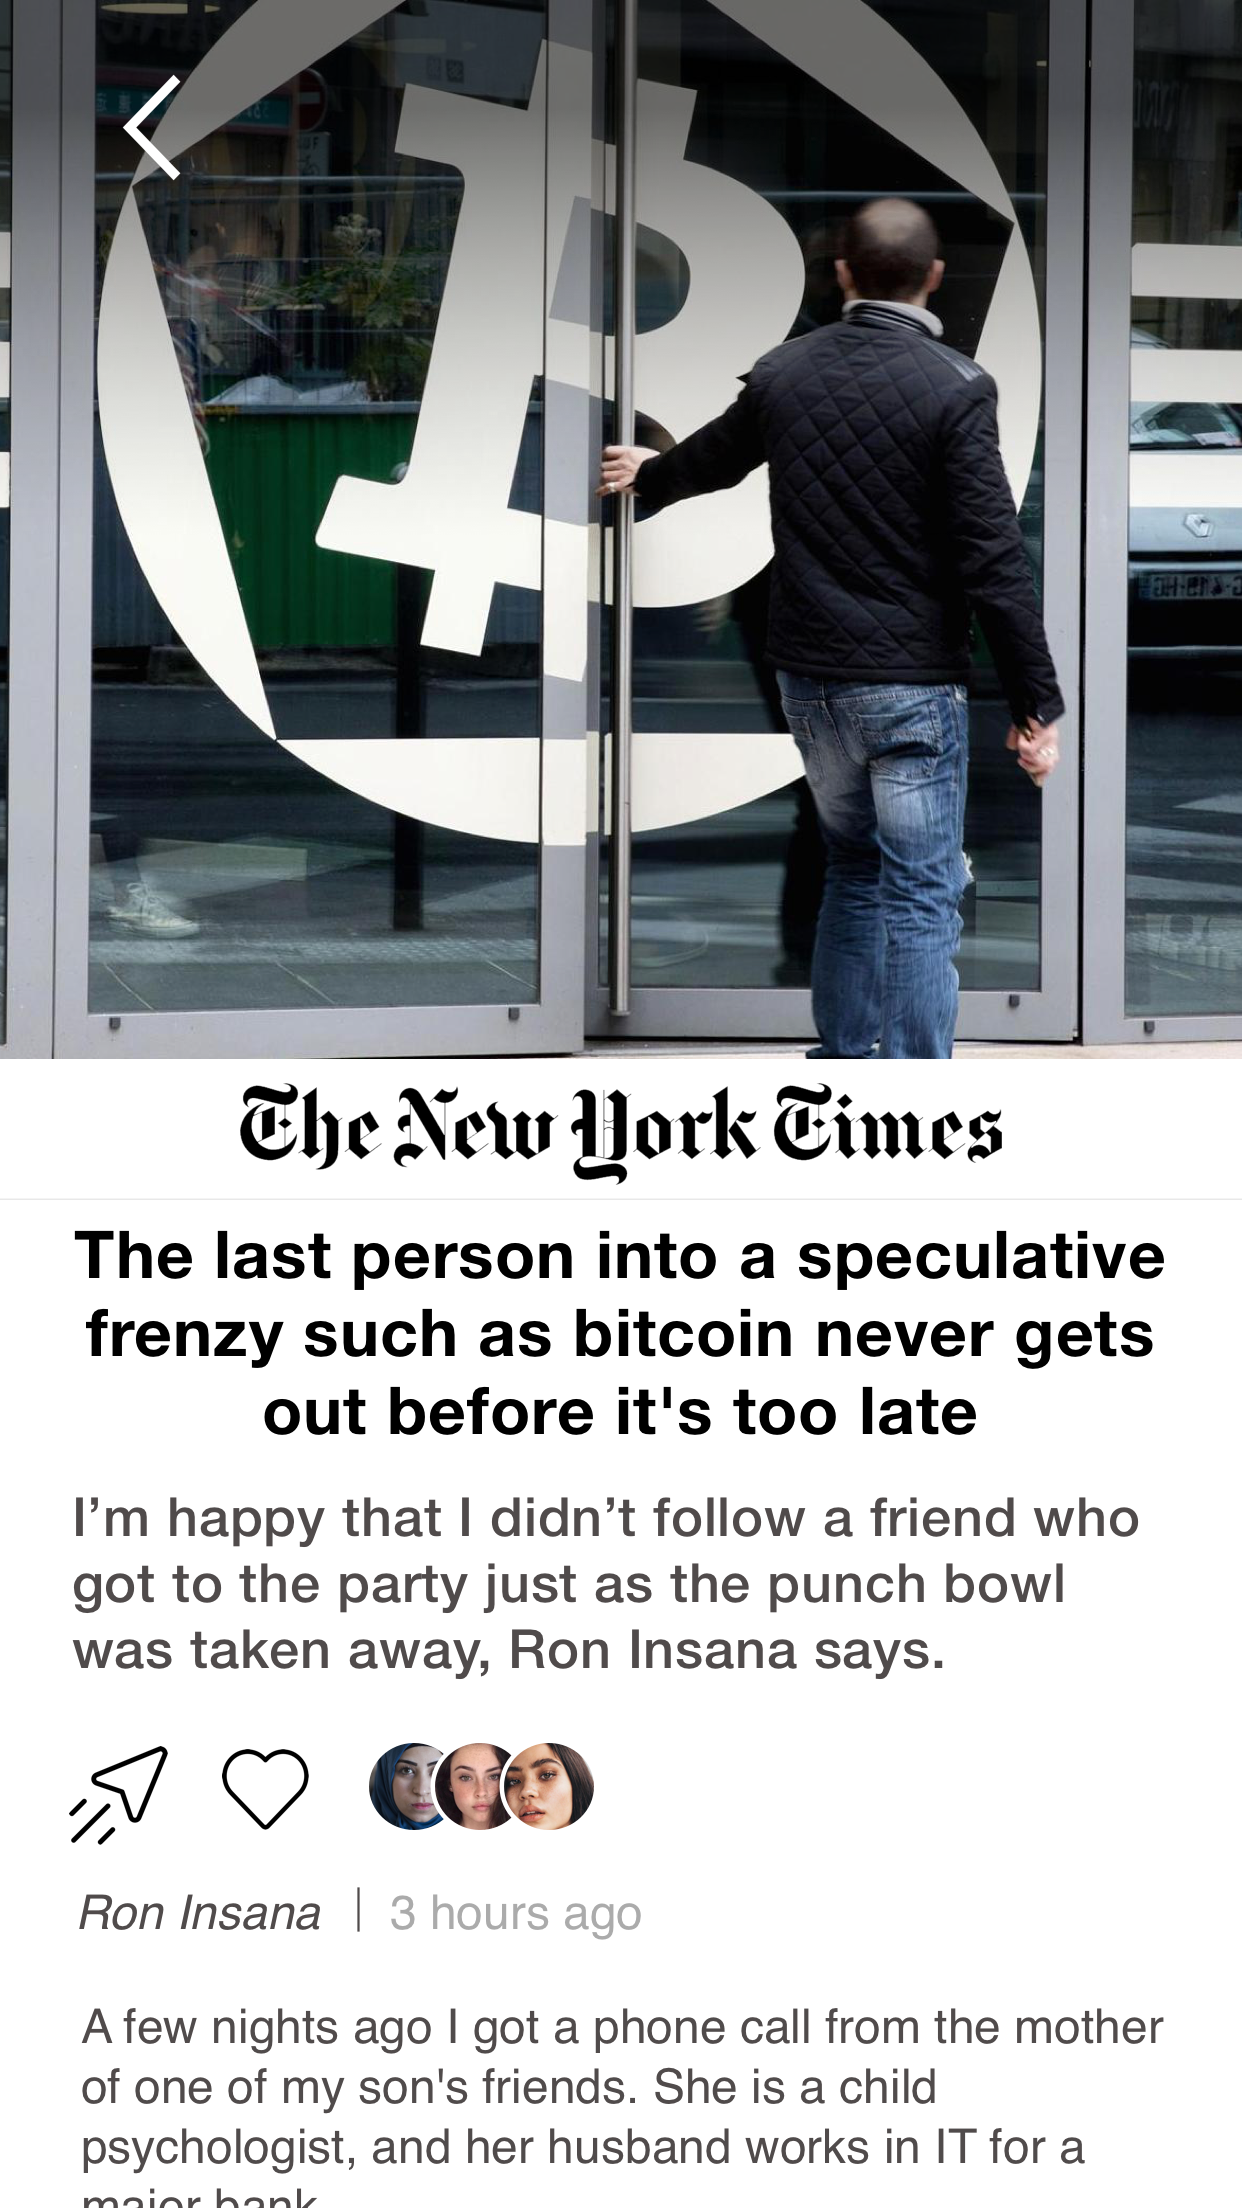 The New York Times
The last person into a speculative
frenzy such as bitcoin never gets
out before it's too late
I’m happy that I didn’t follow a friend who
got to the party just as the punch bowl
was taken away, Ron Insana says.
Ron Insana | 3 hours ago
A few nights ago I got a phone call from the mother
of one of my son's friends. She is a child
psychologist, and her husband works in IT for a
major bank